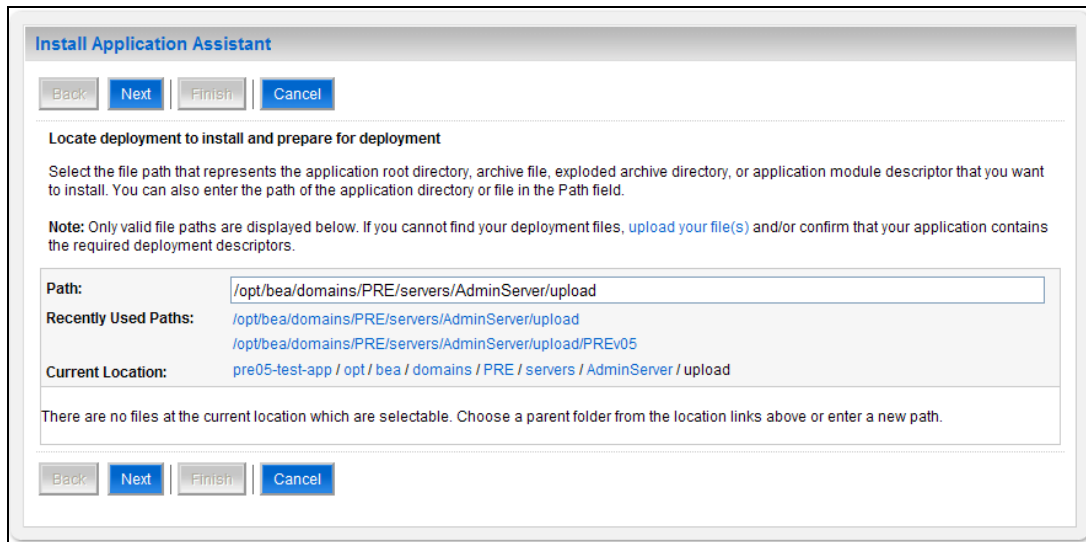 Install Application Assistant
Back Next Finish Cancel
Locate deployment to install and prepare for deployment
Select the file path that represents the application root directory, archive file, exploded archive directory, or application module descriptor that you want
to install. You can also enter the path of the application directory or file in the Path field.
Note: Only valid file paths are displayed below. If you cannot find your deployment files, upload your file(s) and/or confirm that your application contains
the required deployment descriptors.
Path: /opt/bea/domains/PRE/servers/AdminServer/upload
Recently Used Paths: /opt/bea/domains/PRE/servers/AdminServer/upload
/opt/bea/domains/PRE/servers/AdminServer/upload/PREv05
Current Location: pre05-test-app / opt / bea / domains / PRE / servers / AdminServer / upload
There are no files at the current location which are selectable. Choose a parent folder from the location links above or enter a new path.
Back Next Finish Cancel